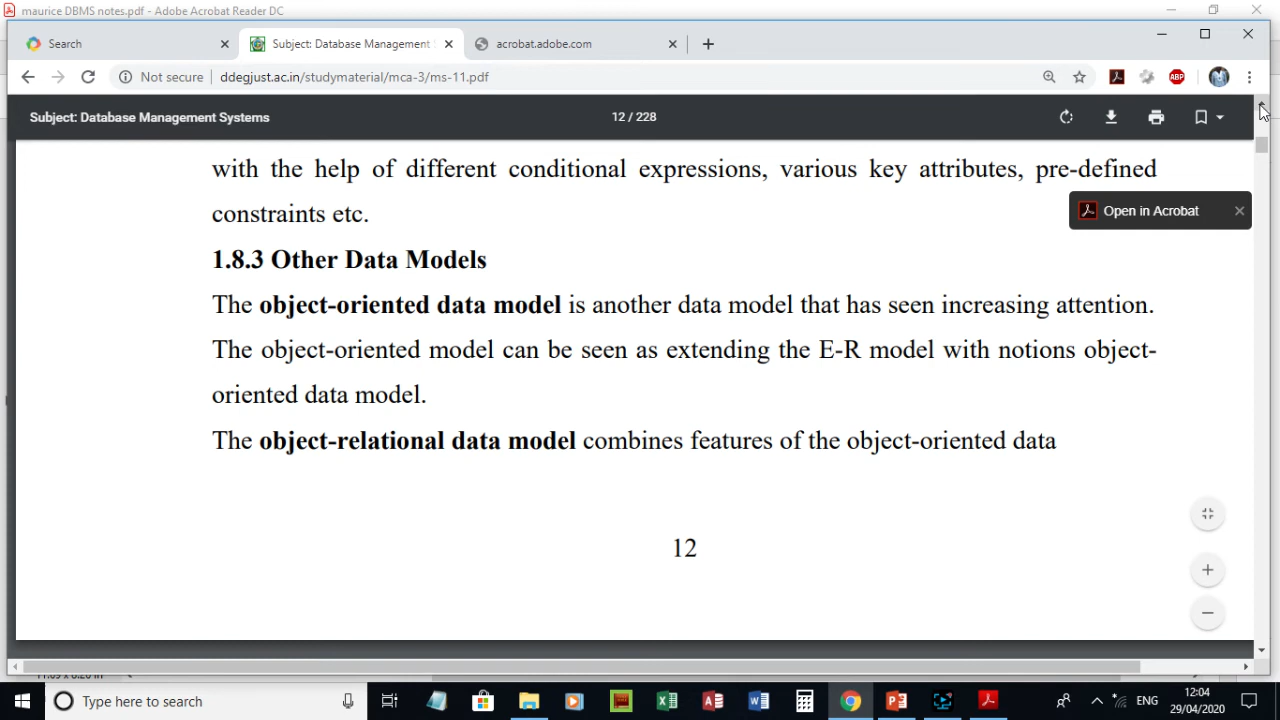 maurice DBMS notes.pdf - Adobe Acrobat Reader DC
Search
Subject: Database Management S
acrobat.adobe.com
Not secure
ddegjust.ac.in/studymaterial/mca-3/ms-11.pdf
ABP
Subject: Database Management Systems
12 / 228
with the help of different conditional expressions, various key attributes, pre-defined
constraints etc.
Open in Acrobat
1.8.3 Other Data Models
The object-oriented data model is another data model that has seen increasing attention.
The object-oriented model can be seen as extending the E-R model with notions object-
oriented data model.
The object-relational data model combines features of the object-oriented data
12
Type here to search
ENG
12:04
29/04/2020